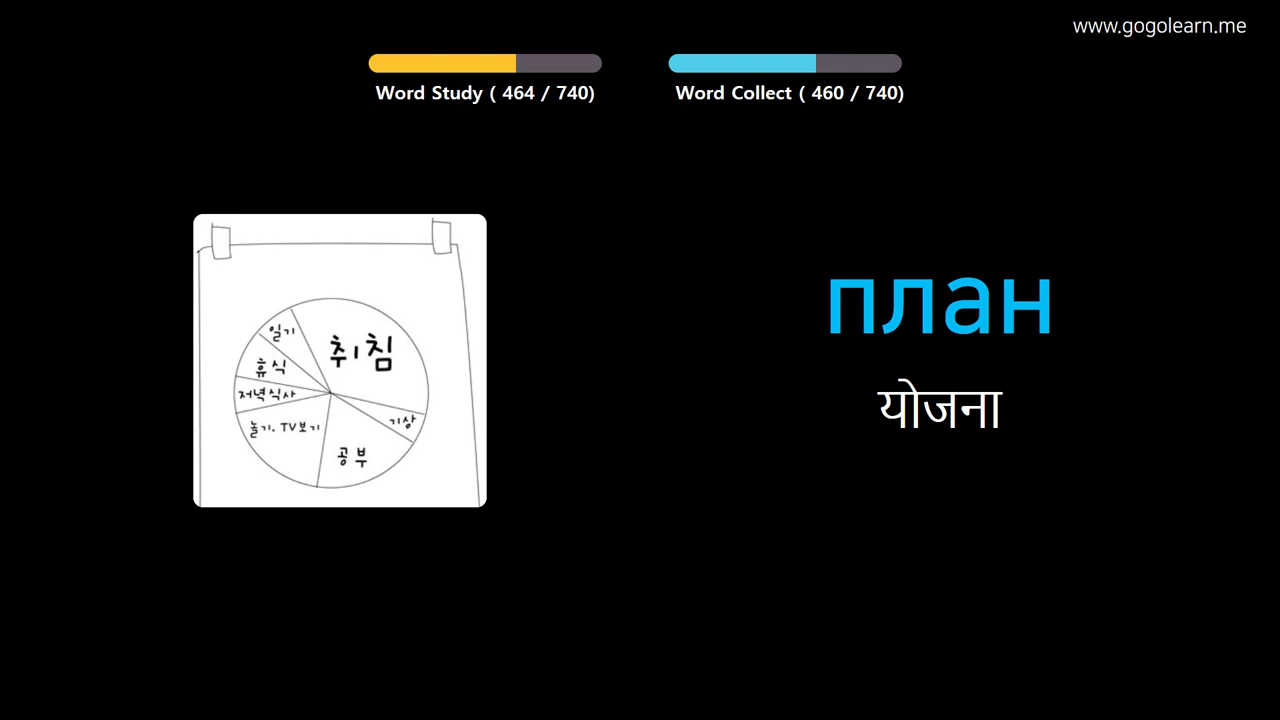 www.gogolearn.me
Word Study ( 464 / 740)
Word Collect ( 460 / 740)
план
योजना
일기
취침
휴식
저녁식사
기상
놀기. TV보기
공부